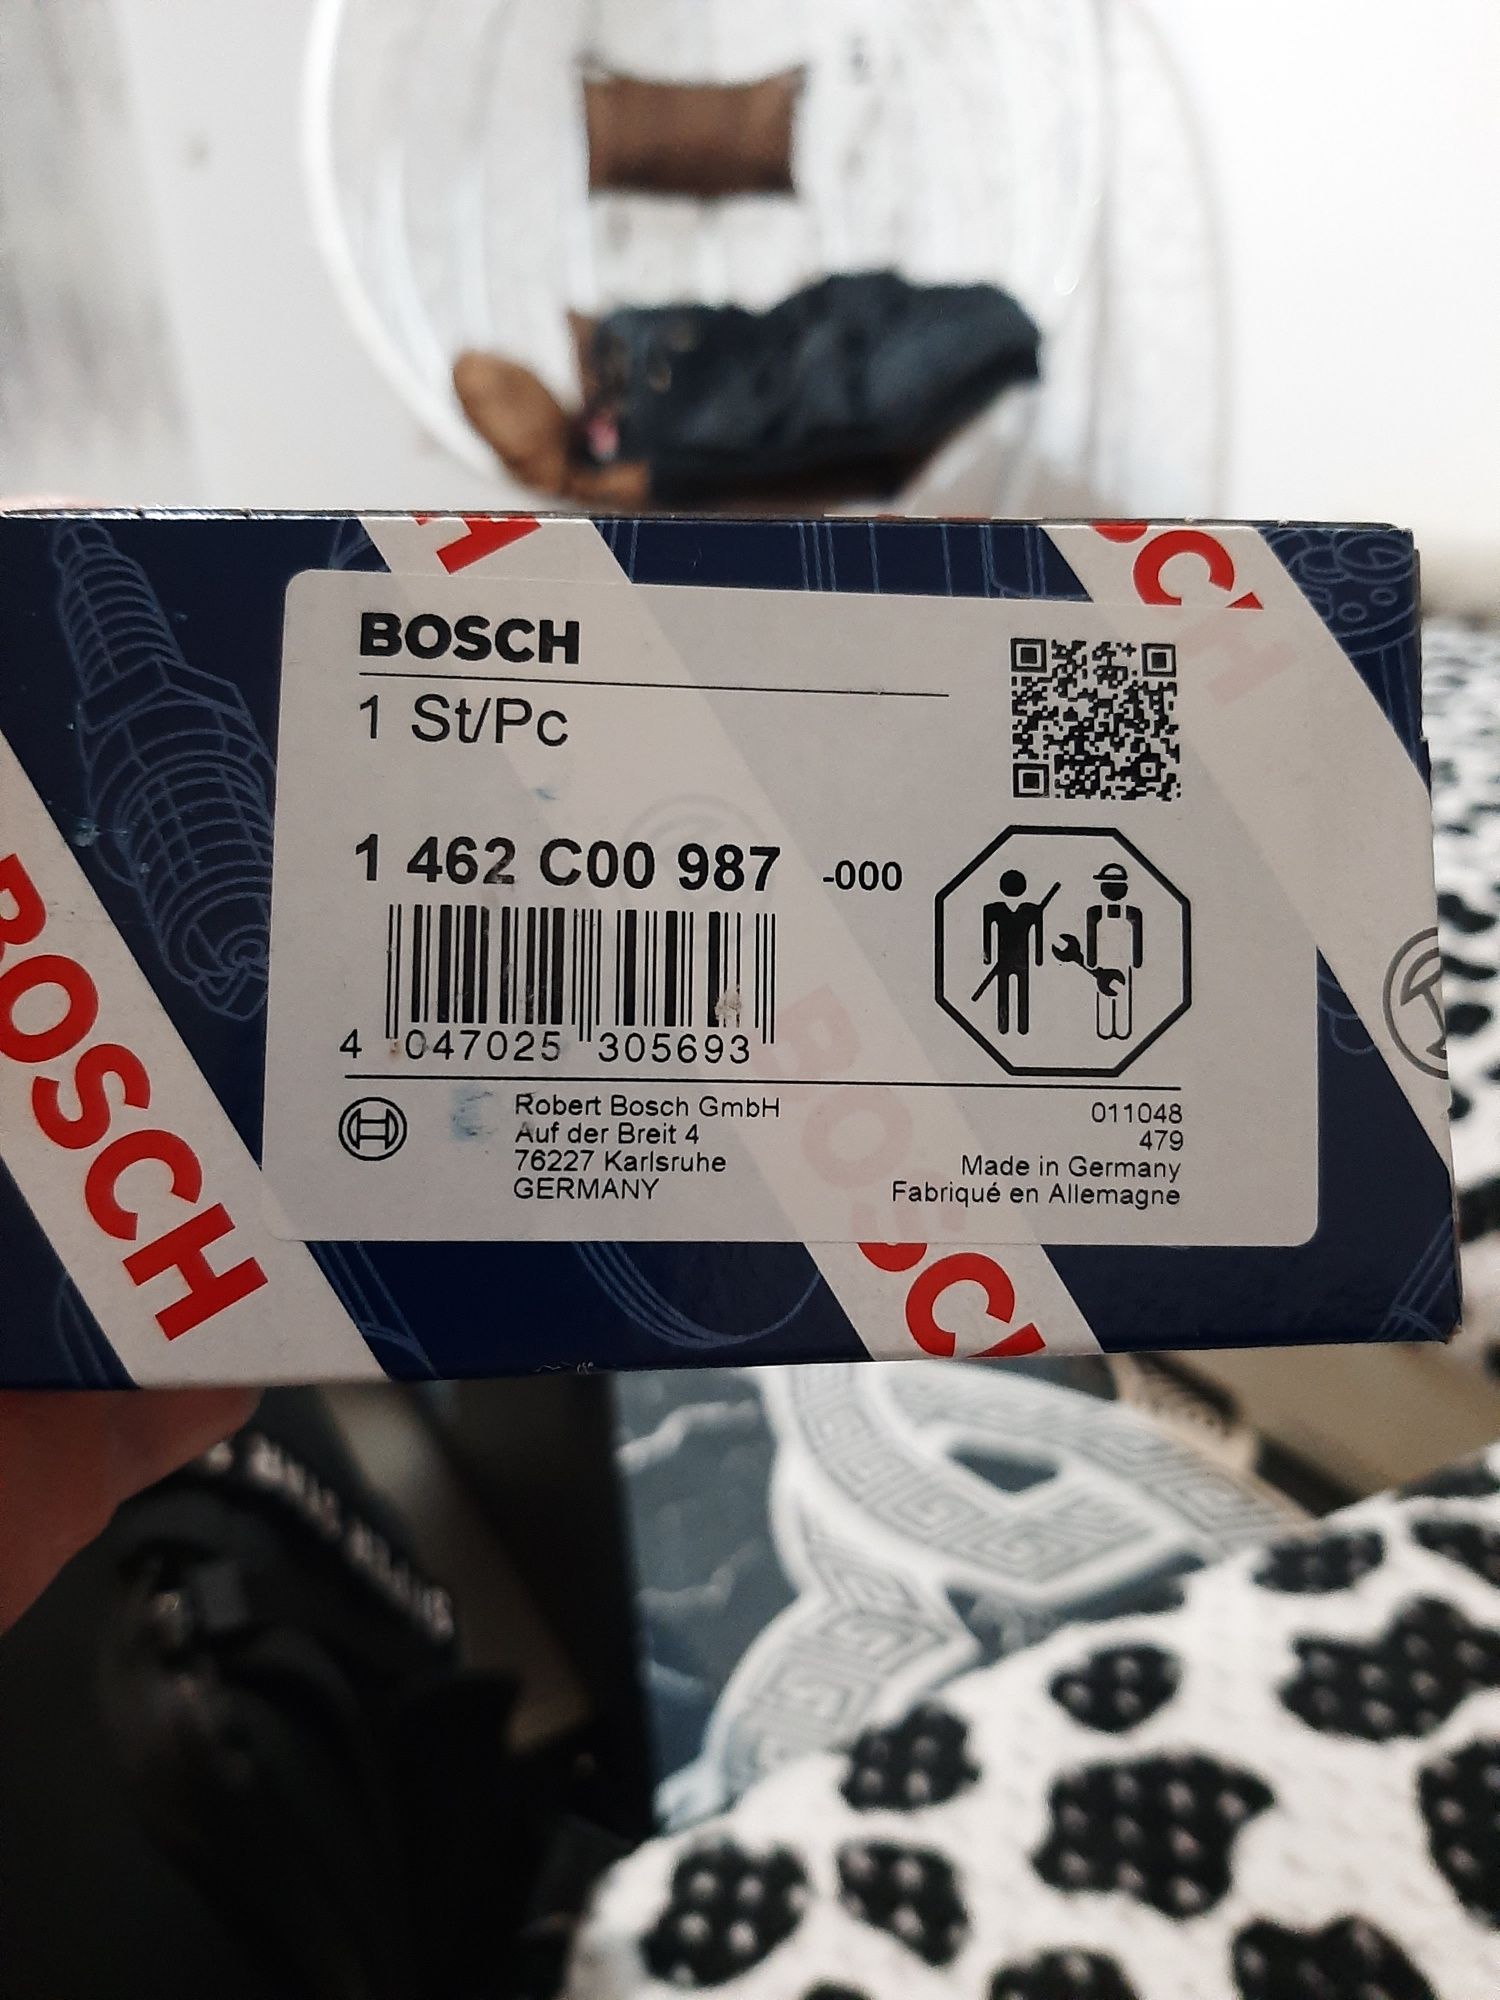 BOSCH
1 St/Pc
1 462 C00 987 -000
4 047025 305693
Robert Bosch GmbH
Auf der Breit 4
76227 Karlsruhe
GERMANY
011048
479
Made in Germany
Fabriqué en Allemagne
BOSCH
BOSCH